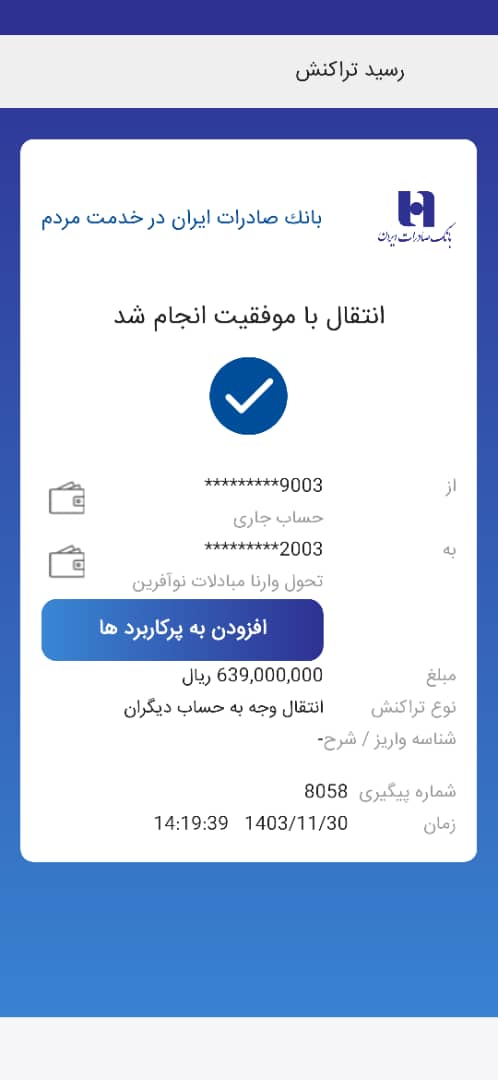 رسید تراکنش
بانک صادرات ایران
بانك صادرات ایران در خدمت مردم
انتقال با موفقیت انجام شد
از 9003*********
حساب جاری
به 2003*********
تحول وارنا مبادلات نوآفرین
افزودن به پرکاربرد ها
مبلغ 639,000,000 ریال
نوع تراکنش انتقال وجه به حساب دیگران
شناسه واریز / شرح-
شماره پیگیری 8058
زمان 1403/11/30 14:19:39